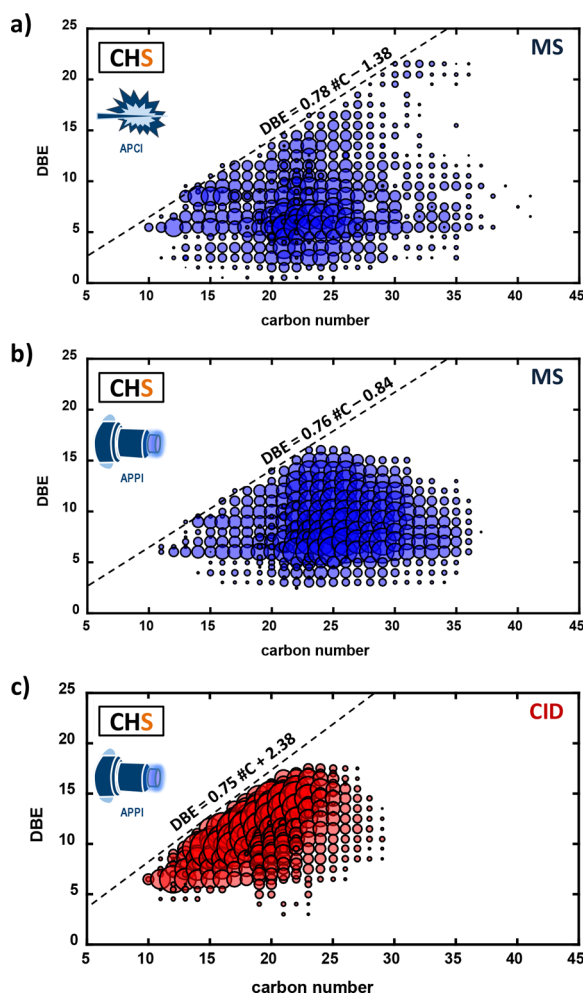 a)
CHS
MS
APCI
DBE = 0.78 #C – 1.38
DBE
25
20
15
10
5
0
5 10 15 20 25 30 35 40 45
carbon number
b)
CHS
MS
APPI
DBE = 0.76 #C – 0.84
DBE
25
20
15
10
5
0
5 10 15 20 25 30 35 40 45
carbon number
c)
CHS
CID
APPI
DBE = 0.75 #C + 2.38
DBE
25
20
15
10
5
0
5 10 15 20 25 30 35 40 45
carbon number